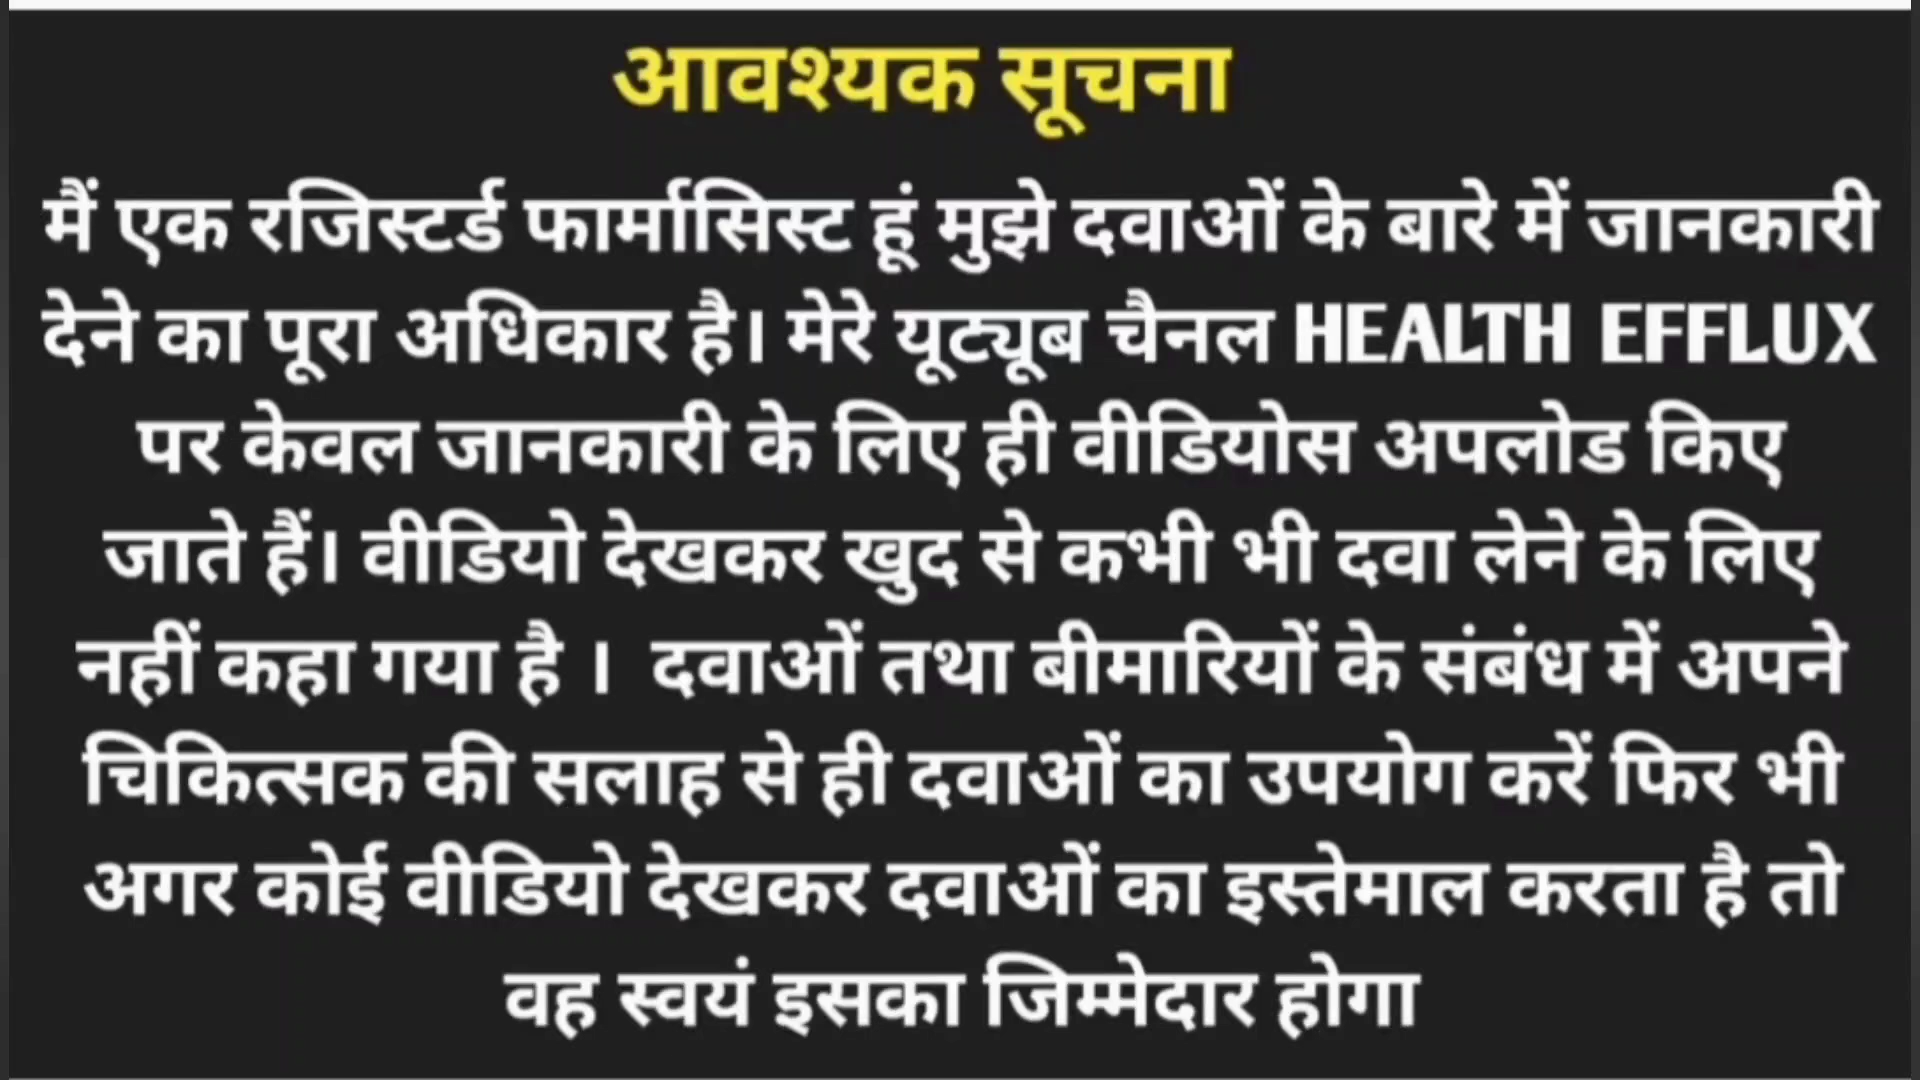 आवश्यक सूचना
मैं एक रजिस्टर्ड फार्मासिस्ट हूं मुझे दवाओं के बारे में जानकारी
देने का पूरा अधिकार है। मेरे यूट्यूब चैनल HEALTH EFFLUX
पर केवल जानकारी के लिए ही वीडियोस अपलोड किए
जाते हैं। वीडियो देखकर खुद से कभी भी दवा लेने के लिए
नहीं कहा गया है । दवाओं तथा बीमारियों के संबंध में अपने
चिकित्सक की सलाह से ही दवाओं का उपयोग करें फिर भी
अगर कोई वीडियो देखकर दवाओं का इस्तेमाल करता है तो
वह स्वयं इसका जिम्मेदार होगा